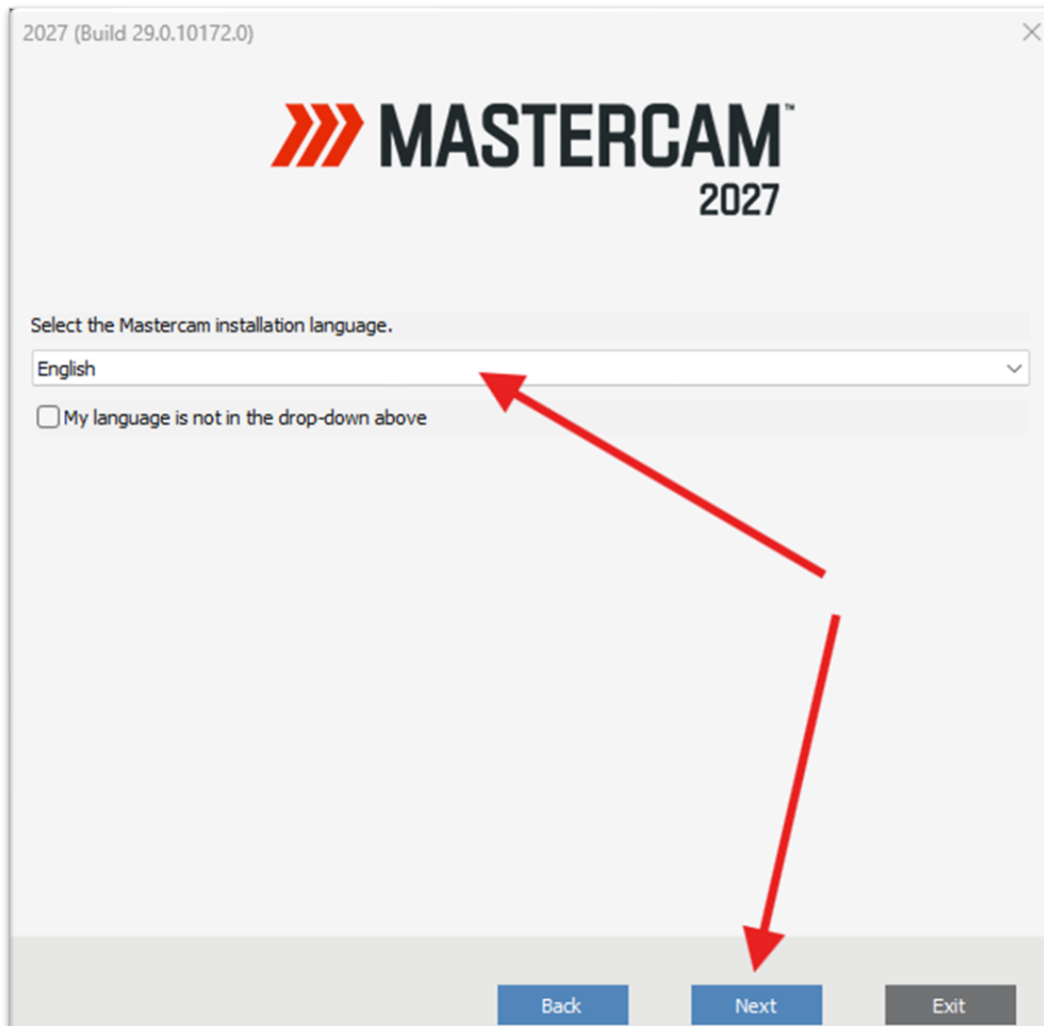 2027 (Build 29.0.10172.0)
MASTERCAM™
2027
Select the Mastercam installation language.
English
My language is not in the drop-down above
Back Next Exit